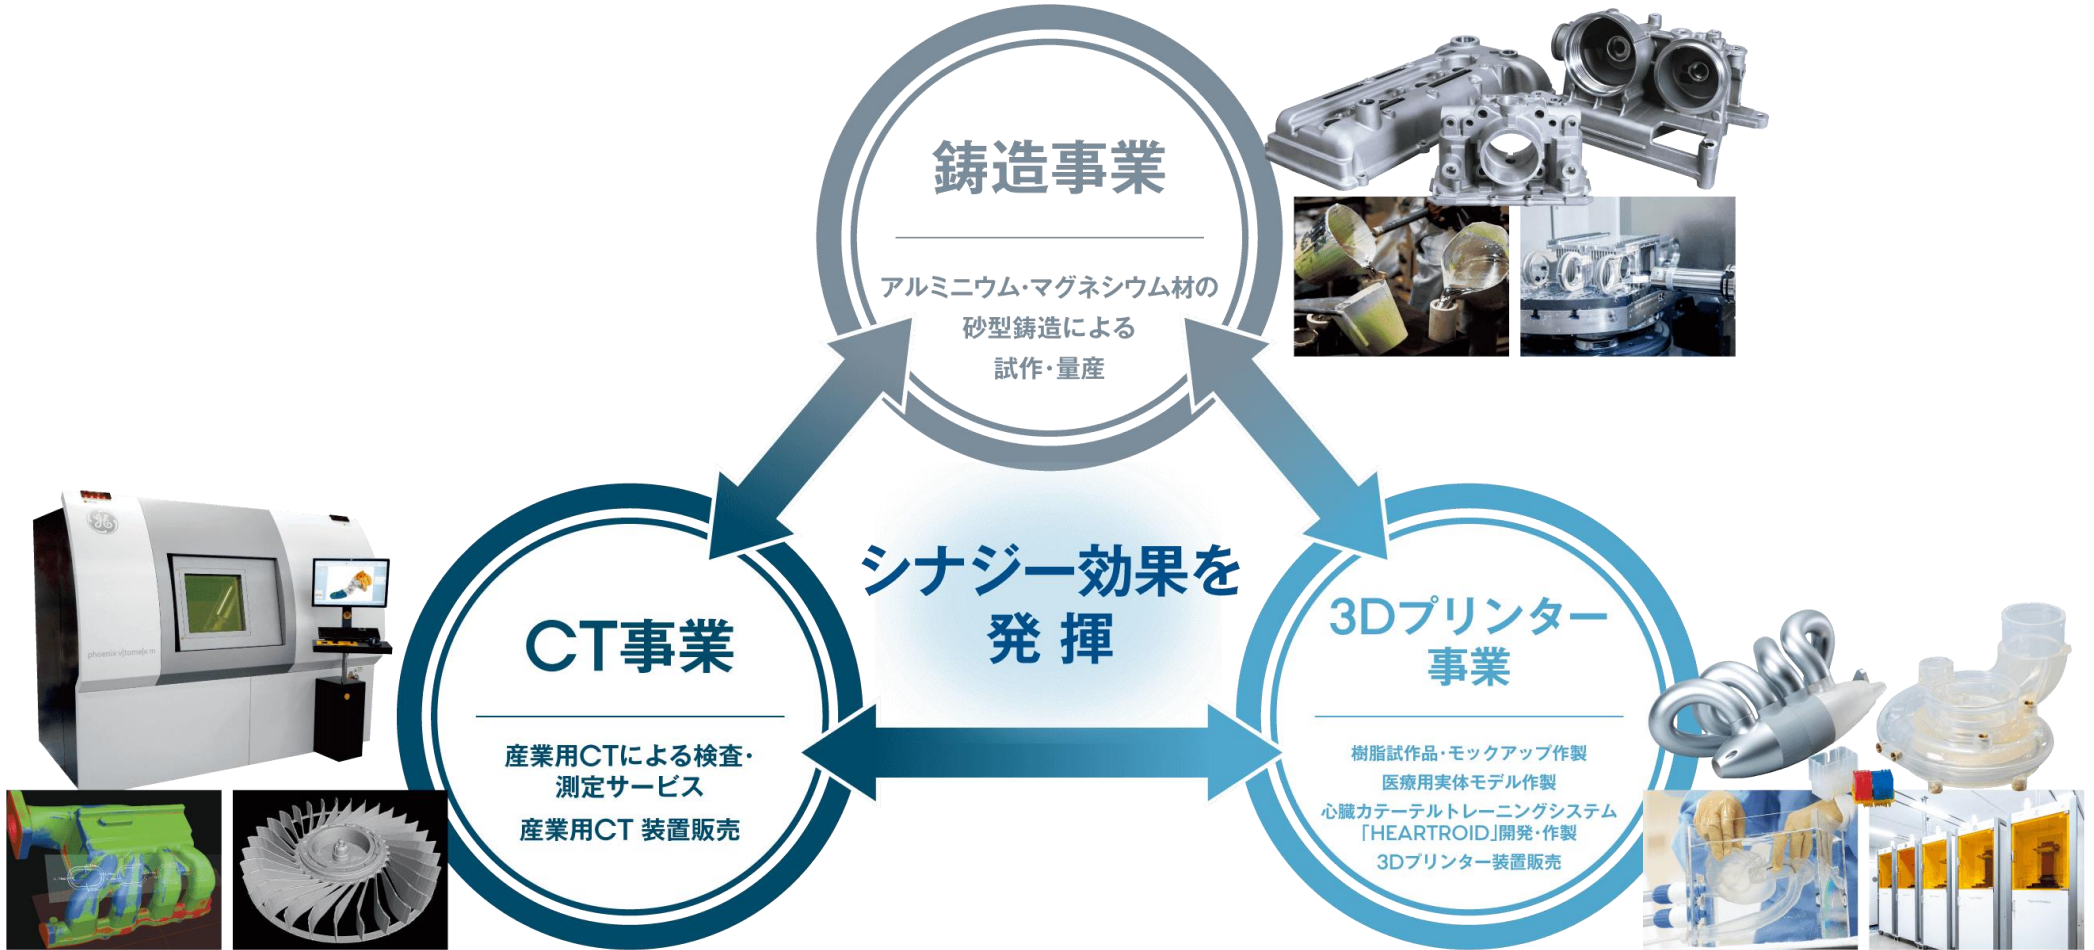 鋳造事業
アルミニウム・マグネシウム材の
砂型鋳造による
試作・量産
シナジー効果を
発揮
CT事業
産業用CTによる検査・
測定サービス
産業用CT 装置販売
3Dプリンター
事業
樹脂試作品・モックアップ作製
医療用実体モデル作製
心臓カテーテルトレーニングシステム
「HEARTROID」開発・作製
3Dプリンター装置販売
phoenix v|tome|x m